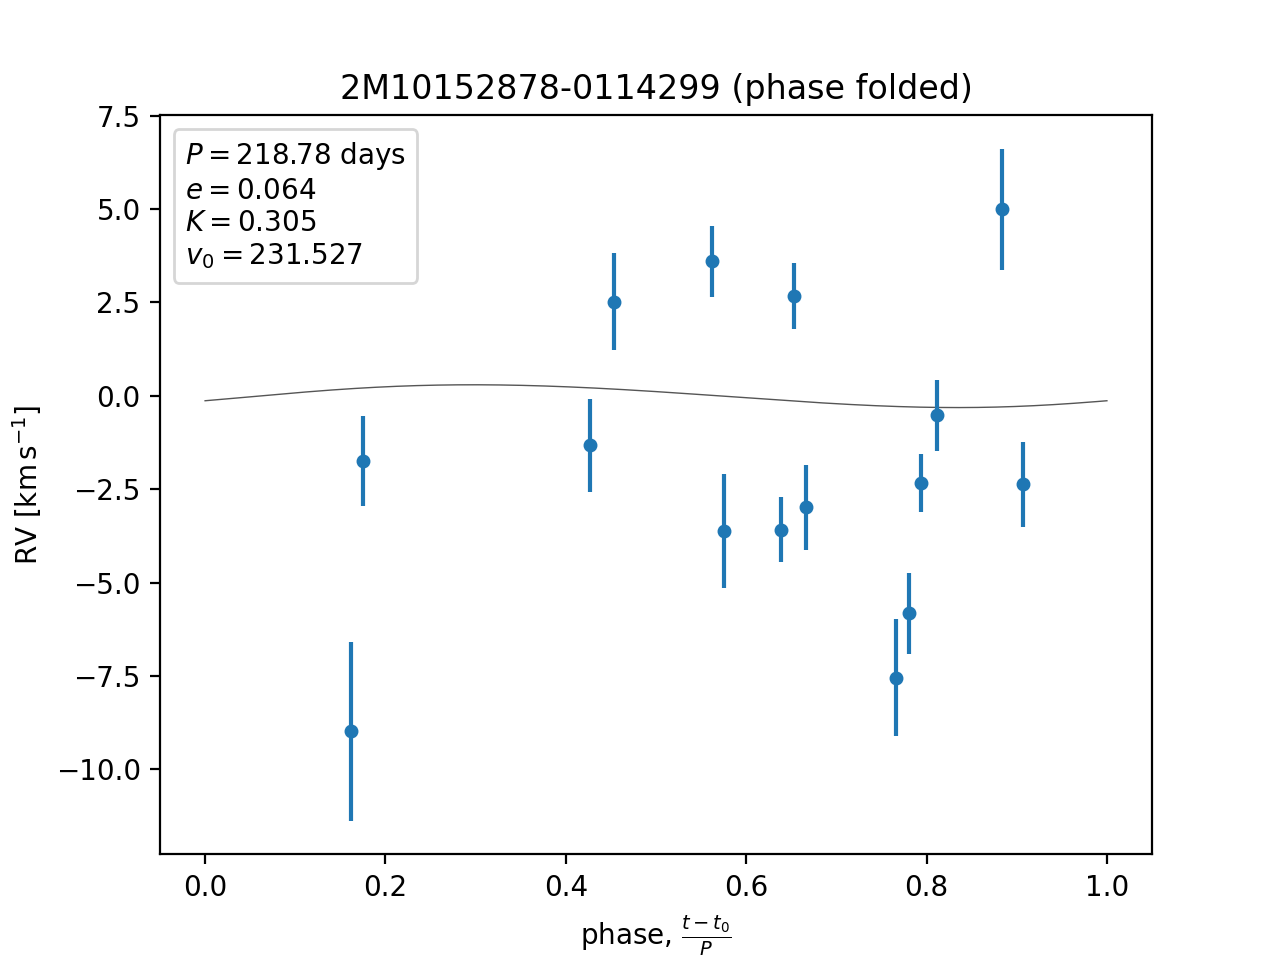 2M10152878-0114299 (phase folded)
P = 218.78 days
e = 0.064
K = 0.305
v₀ = 231.527
7.5
5.0
2.5
0.0
−2.5
−5.0
−7.5
−10.0
RV [km s⁻¹]
0.0 0.2 0.4 0.6 0.8 1.0
phase, (t − t₀)/P